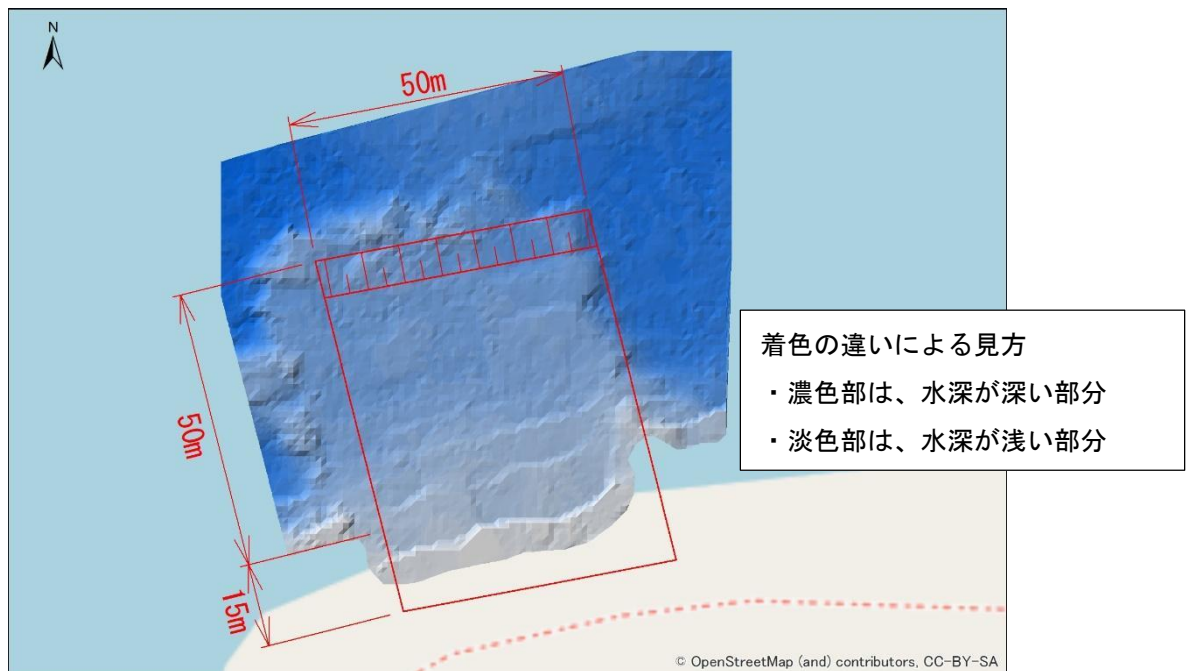 N
50m
50m
15m
着色の違いによる見方
・濃色部は、水深が深い部分
・淡色部は、水深が浅い部分
© OpenStreetMap (and) contributors, CC-BY-SA